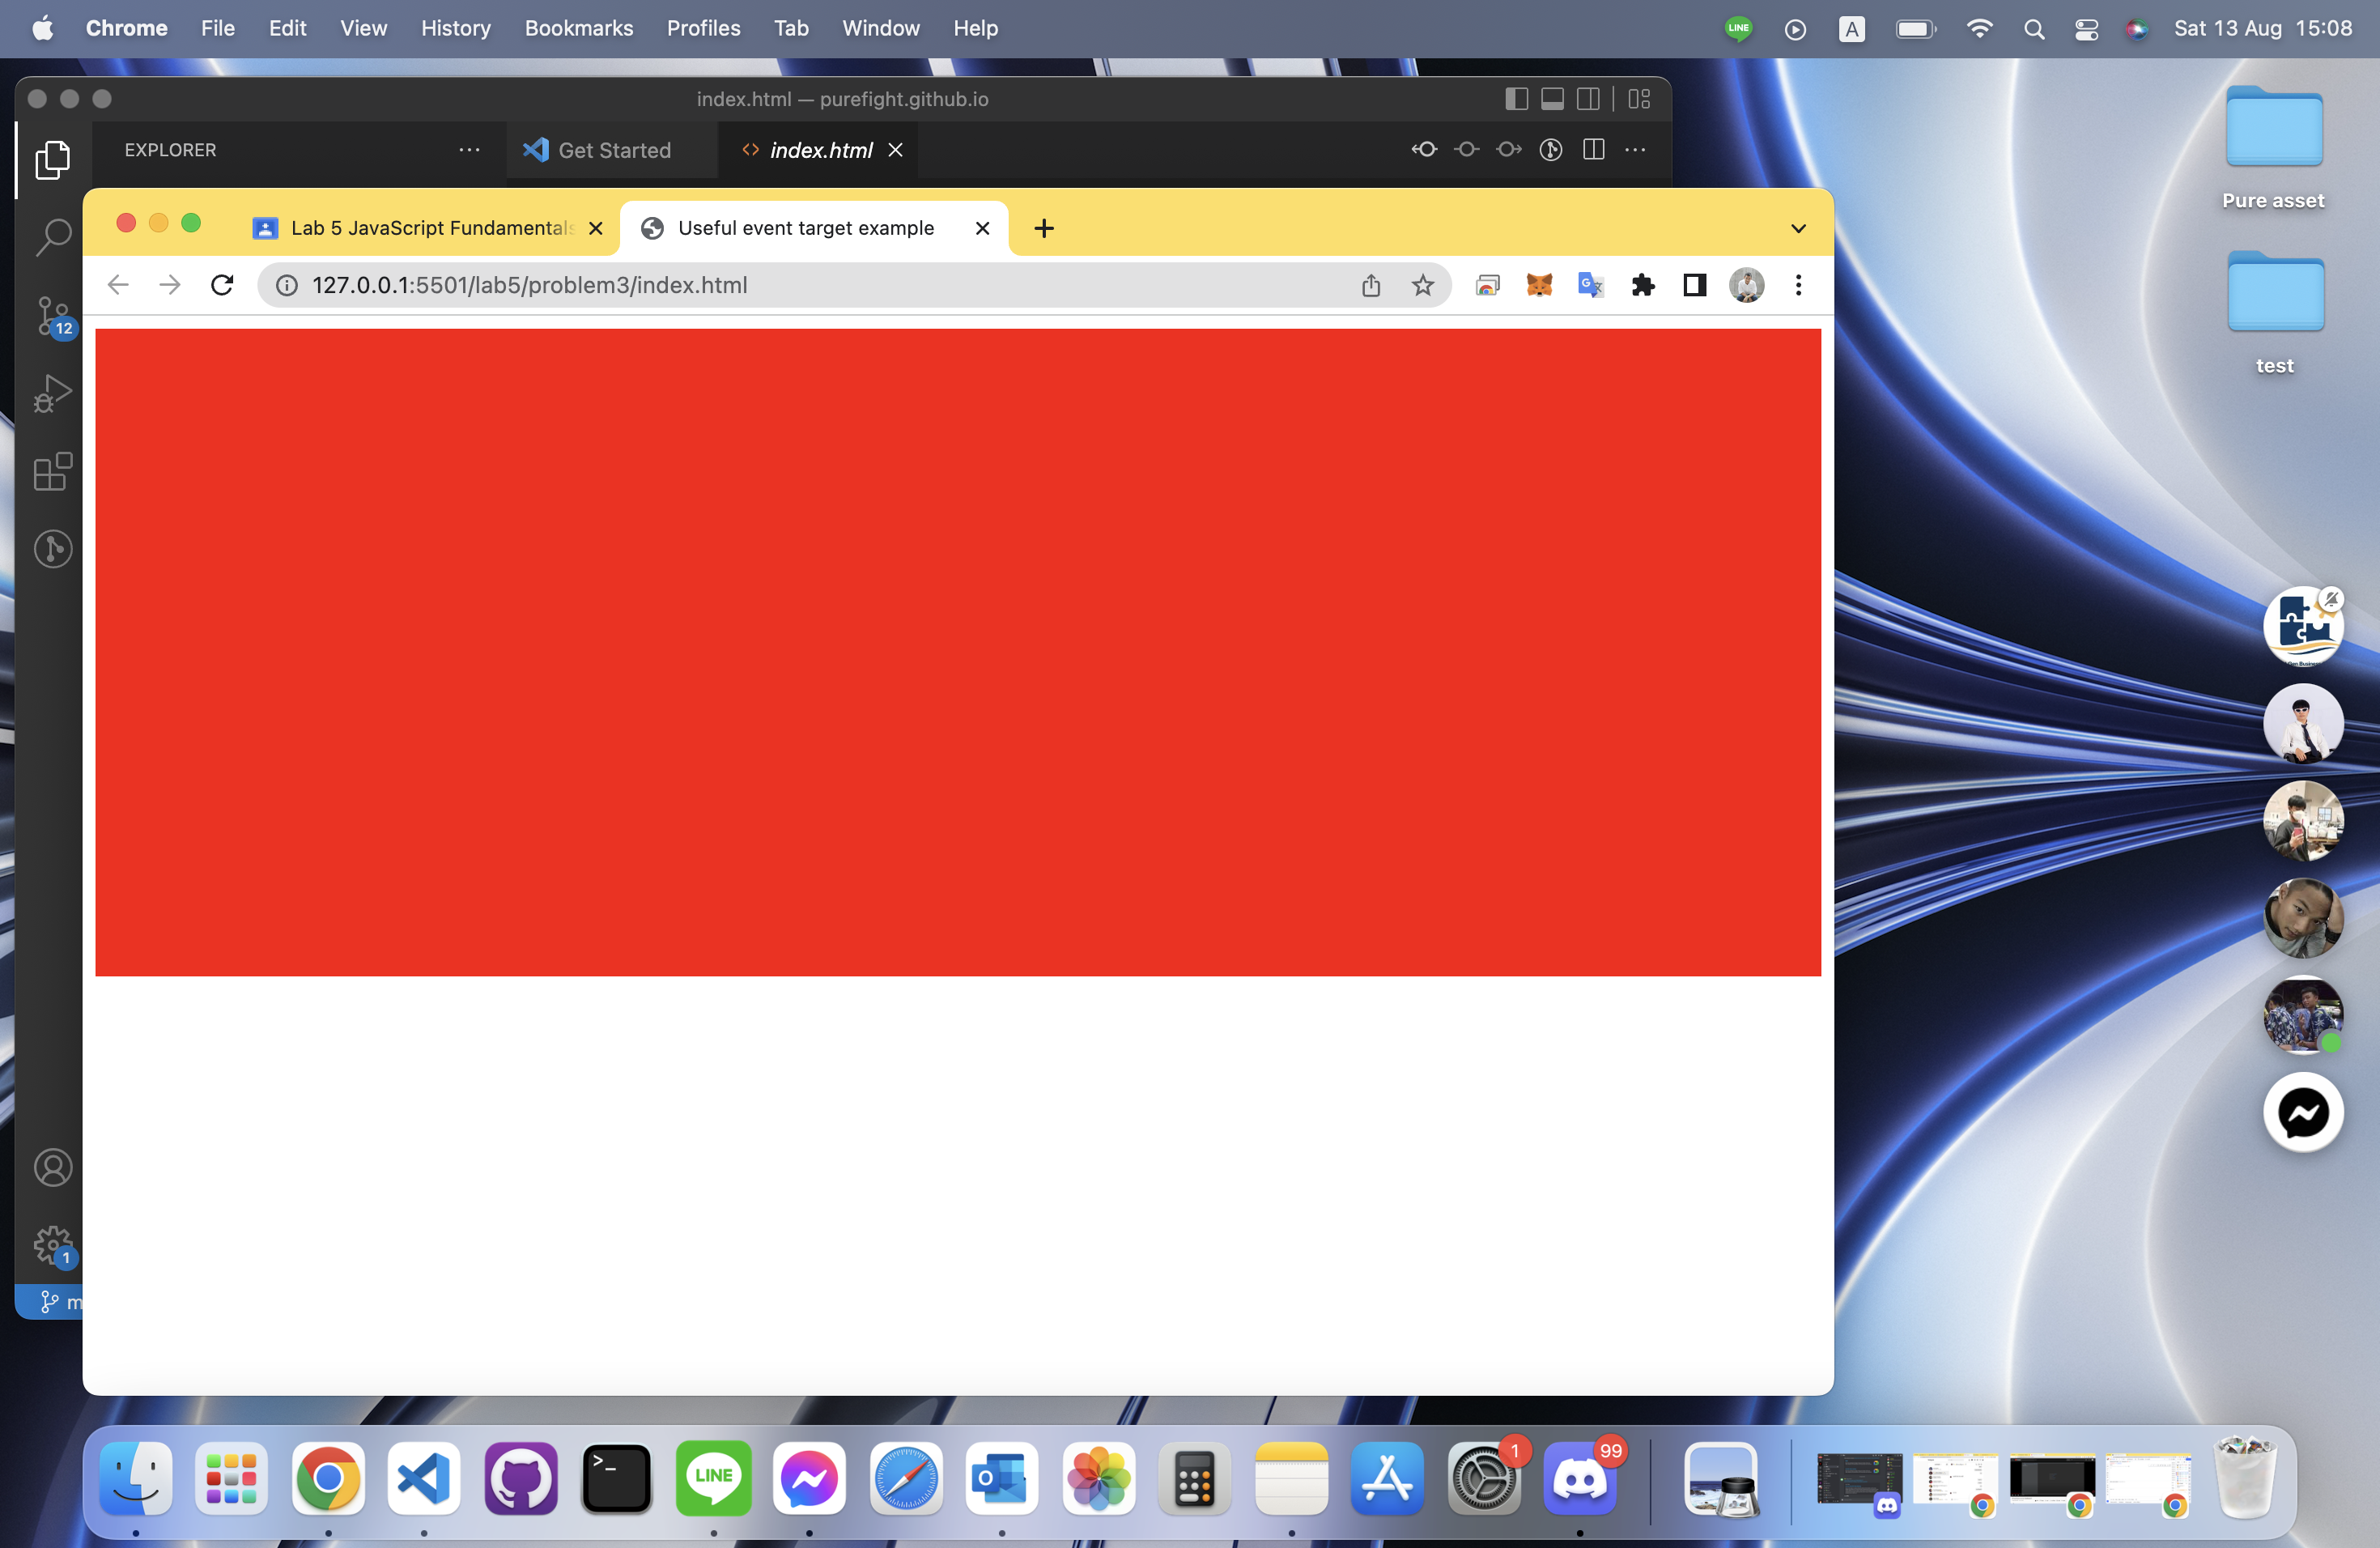 Chrome File Edit View History Bookmarks Profiles Tab Window Help
LINE A Sat 13 Aug 15:08
index.html — purefight.github.io
EXPLORER
Get Started
index.html
Pure asset
test
12
1
Lab 5 JavaScript Fundamentals
Useful event target example
127.0.0.1:5501/lab5/problem3/index.html
LINE
1
99